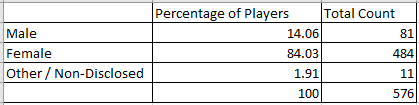 Percentage of Players Total Count
Male 14.06 81
Female 84.03 484
Other / Non-Disclosed 1.91 11
100 576